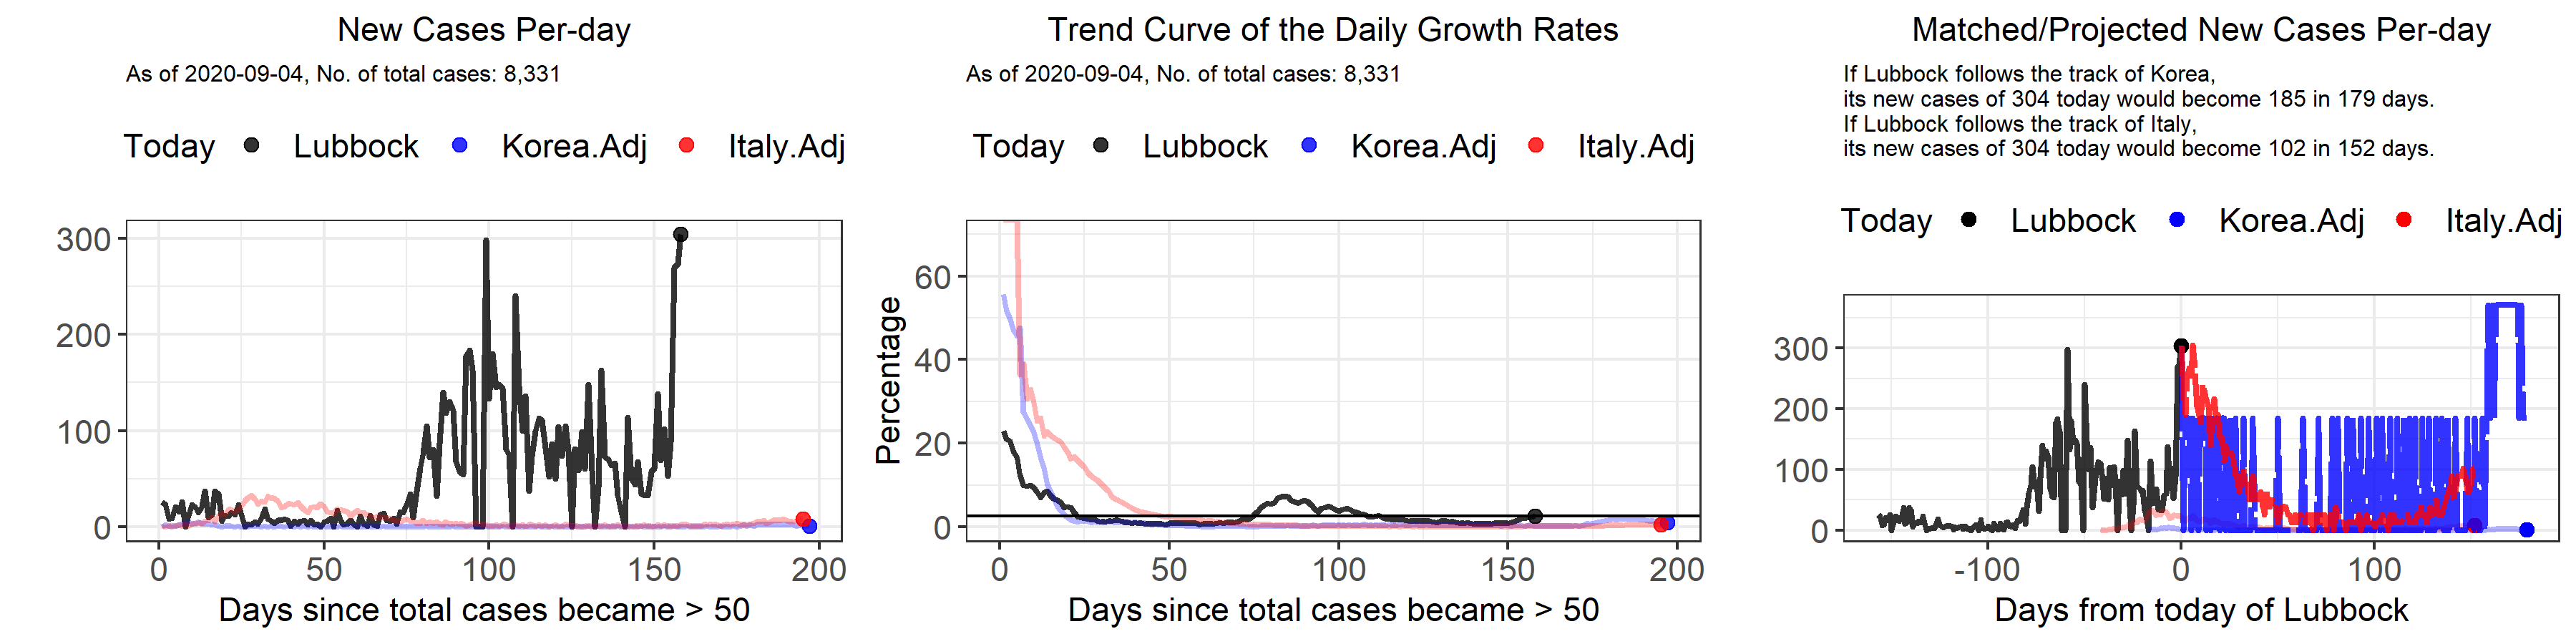 New Cases Per-day
As of 2020-09-04, No. of total cases: 8,331
Today Lubbock Korea.Adj Italy.Adj
300
200
100
0
0 50 100 150 200
Days since total cases became > 50
Trend Curve of the Daily Growth Rates
As of 2020-09-04, No. of total cases: 8,331
Today Lubbock Korea.Adj Italy.Adj
Percentage
60
40
20
0
0 50 100 150 200
Days since total cases became > 50
Matched/Projected New Cases Per-day
If Lubbock follows the track of Korea,
its new cases of 304 today would become 185 in 179 days.
If Lubbock follows the track of Italy,
its new cases of 304 today would become 102 in 152 days.
Today Lubbock Korea.Adj Italy.Adj
300
200
100
0
-100 0 100
Days from today of Lubbock